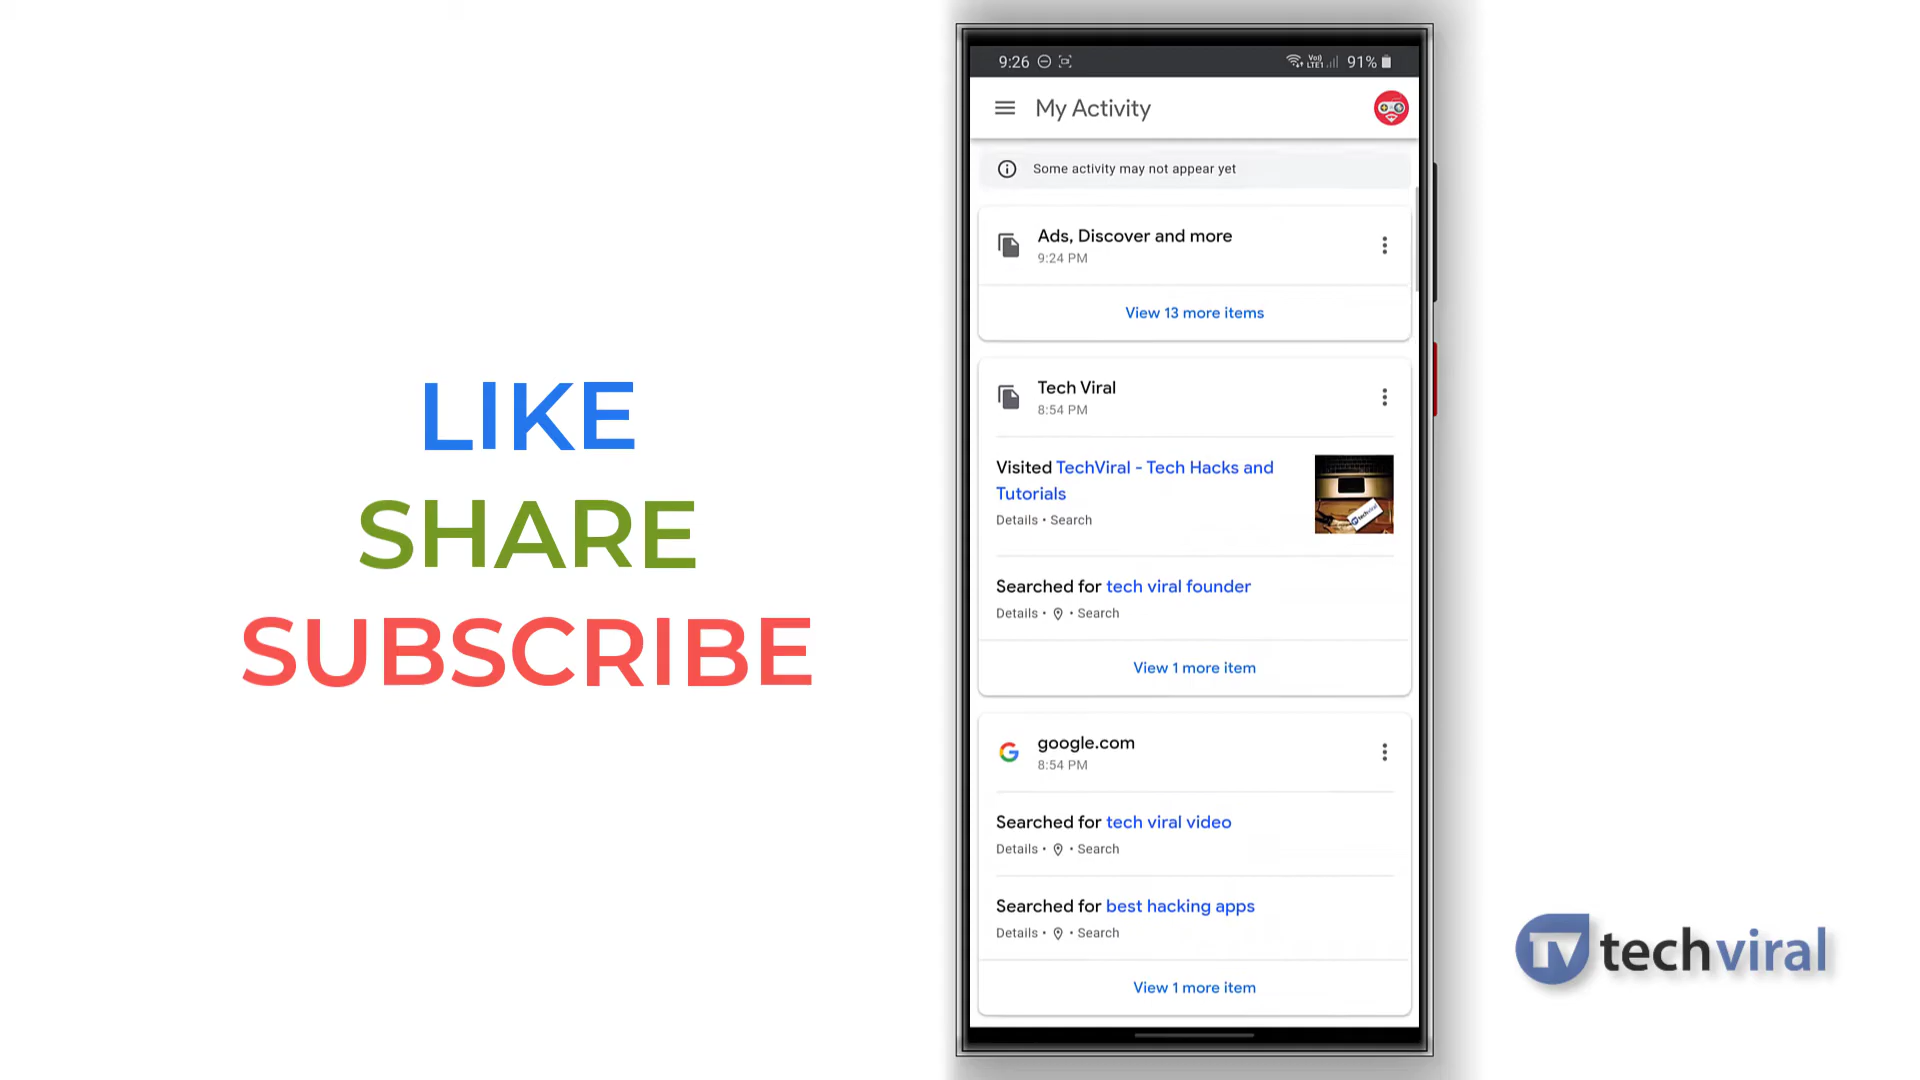 LIKE
SHARE
SUBSCRIBE
9:26
Vo))
LTE1
91%
My Activity
Some activity may not appear yet
Ads, Discover and more
9:24 PM
View 13 more items
Tech Viral
8:54 PM
Visited TechViral - Tech Hacks and
Tutorials
Details • Search
Searched for tech viral founder
Details • • Search
View 1 more item
google.com
8:54 PM
Searched for tech viral video
Details • • Search
Searched for best hacking apps
Details • • Search
View 1 more item
TV techviral